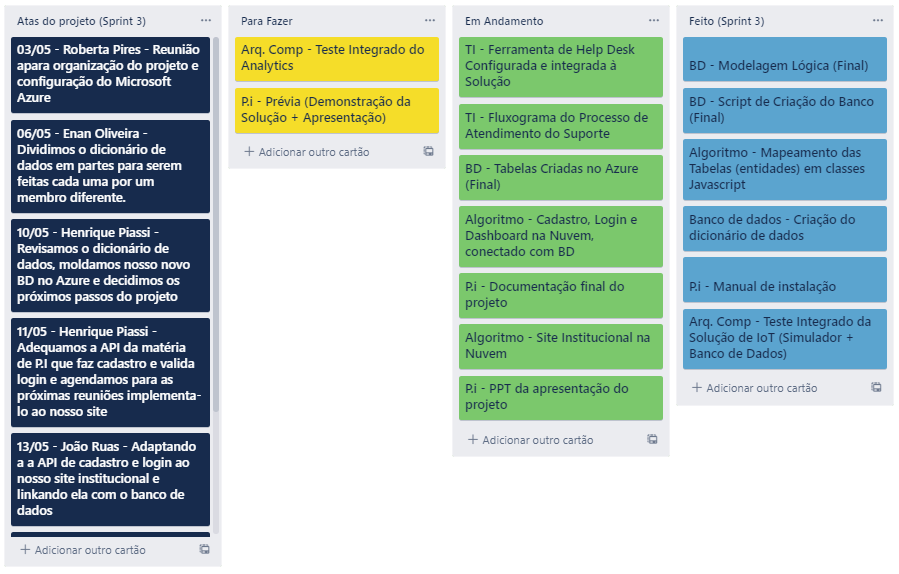 Atas do projeto (Sprint 3) ...
03/05 - Roberta Pires - Reunião
apara organização do projeto e
configuração do Microsoft
Azure
06/05 - Enan Oliveira -
Dividimos o dicionário de
dados em partes para serem
feitas cada uma por um
membro diferente.
10/05 - Henrique Piassi -
Revisamos o dicionário de
dados, moldamos nosso novo
BD no Azure e decidimos os
próximos passos do projeto
11/05 - Henrique Piassi -
Adequamos a API da matéria
de P.I que faz cadastro e valida
login e agendamos para as
próximas reuniões implementa-
lo ao nosso site
13/05 - João Ruas - Adaptando
a a API de cadastro e login ao
nosso site institucional e
linkando ela com o banco de
dados
+ Adicionar outro cartão
Para Fazer ...
Arq. Comp - Teste Integrado do
Analytics
P.i - Prévia (Demonstração da
Solução + Apresentação)
+ Adicionar outro cartão
Em Andamento ...
TI - Ferramenta de Help Desk
Configurada e integrada à
Solução
TI - Fluxograma do Processo de
Atendimento do Suporte
BD - Tabelas Criadas no Azure
(Final)
Algoritmo - Cadastro, Login e
Dashboard na Nuvem,
conectado com BD
P.i - Documentação final do
projeto
Algoritmo - Site Institucional na
Nuvem
P.i - PPT da apresentação do
projeto
+ Adicionar outro cartão
Feito (Sprint 3) ...
BD - Modelagem Lógica (Final)
BD - Script de Criação do Banco
(Final)
Algoritmo - Mapeamento das
Tabelas (entidades) em classes
Javascript
Banco de dados - Criação do
dicionário de dados
P.i - Manual de instalação
Arq. Comp - Teste Integrado da
Solução de IoT (Simulador +
Banco de Dados)
+ Adicionar outro cartão